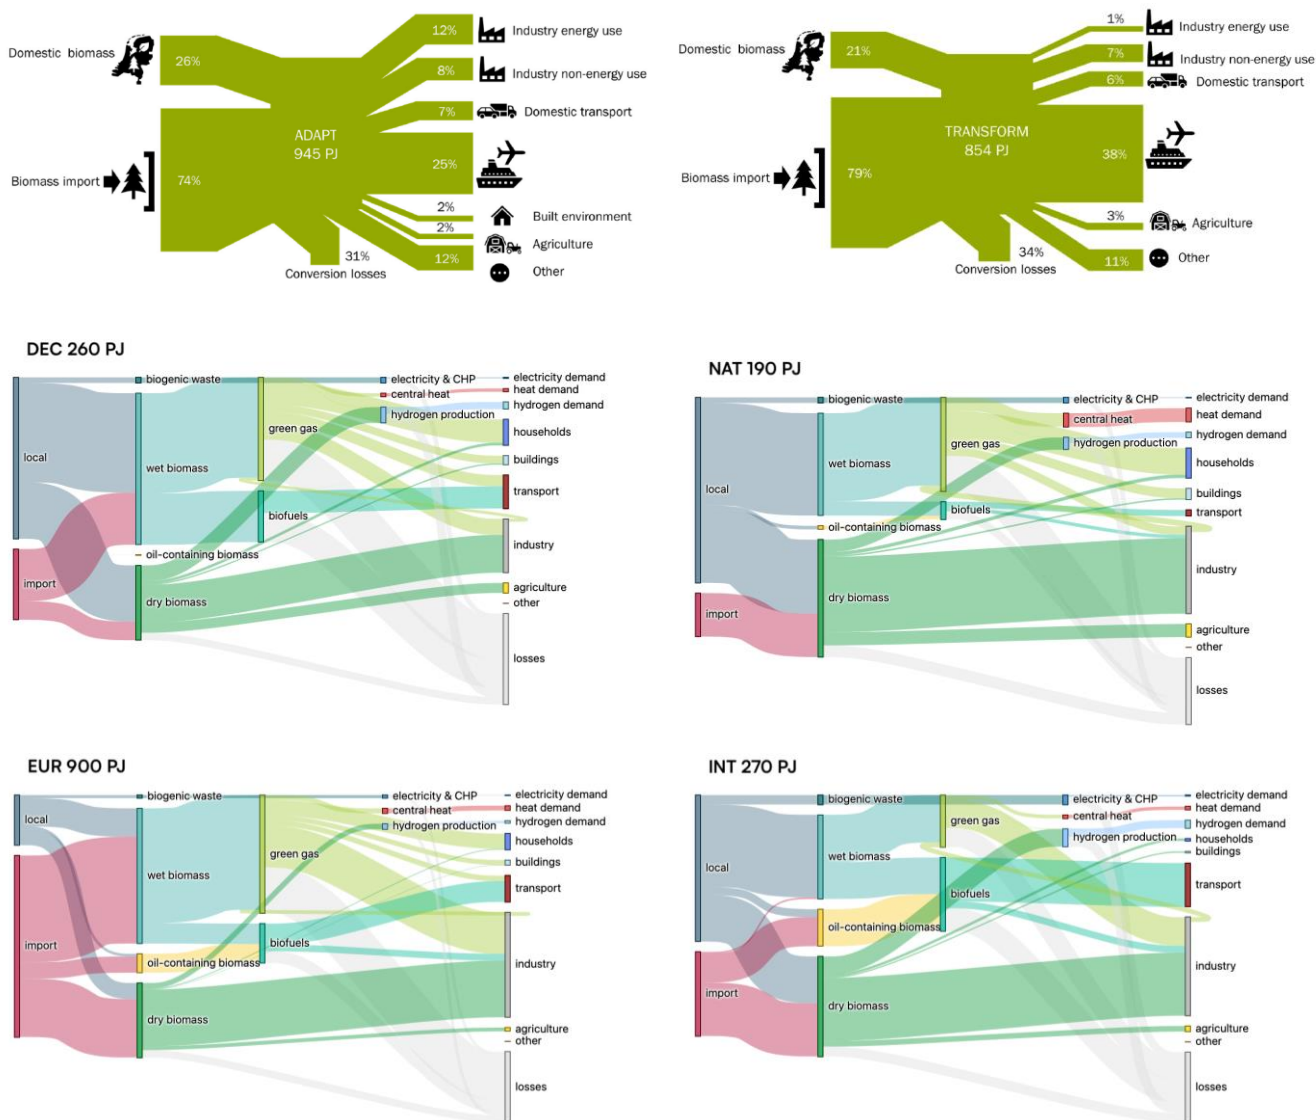 Domestic biomass
26%
Biomass import
74%
ADAPT
945 PJ
12%
Industry energy use
8%
Industry non-energy use
7%
Domestic transport
25%
2%
Built environment
2%
Agriculture
12%
Other
31%
Conversion losses
Domestic biomass
21%
Biomass import
79%
TRANSFORM
854 PJ
1%
Industry energy use
7%
Industry non-energy use
6%
Domestic transport
38%
3%
Agriculture
11%
Other
34%
Conversion losses
DEC 260 PJ
local
import
biogenic waste
wet biomass
oil-containing biomass
dry biomass
green gas
biofuels
electricity & CHP
central heat
hydrogen production
electricity demand
heat demand
hydrogen demand
households
buildings
transport
industry
agriculture
other
losses
NAT 190 PJ
local
import
biogenic waste
wet biomass
oil-containing biomass
dry biomass
green gas
biofuels
electricity & CHP
central heat
hydrogen production
electricity demand
heat demand
hydrogen demand
households
buildings
transport
industry
agriculture
other
losses
EUR 900 PJ
local
import
biogenic waste
wet biomass
oil-containing biomass
dry biomass
green gas
biofuels
electricity & CHP
central heat
hydrogen production
electricity demand
heat demand
hydrogen demand
households
buildings
transport
industry
agriculture
other
losses
INT 270 PJ
local
import
biogenic waste
wet biomass
oil-containing biomass
dry biomass
green gas
biofuels
electricity & CHP
central heat
hydrogen production
electricity demand
heat demand
hydrogen demand
households
buildings
transport
industry
agriculture
other
losses